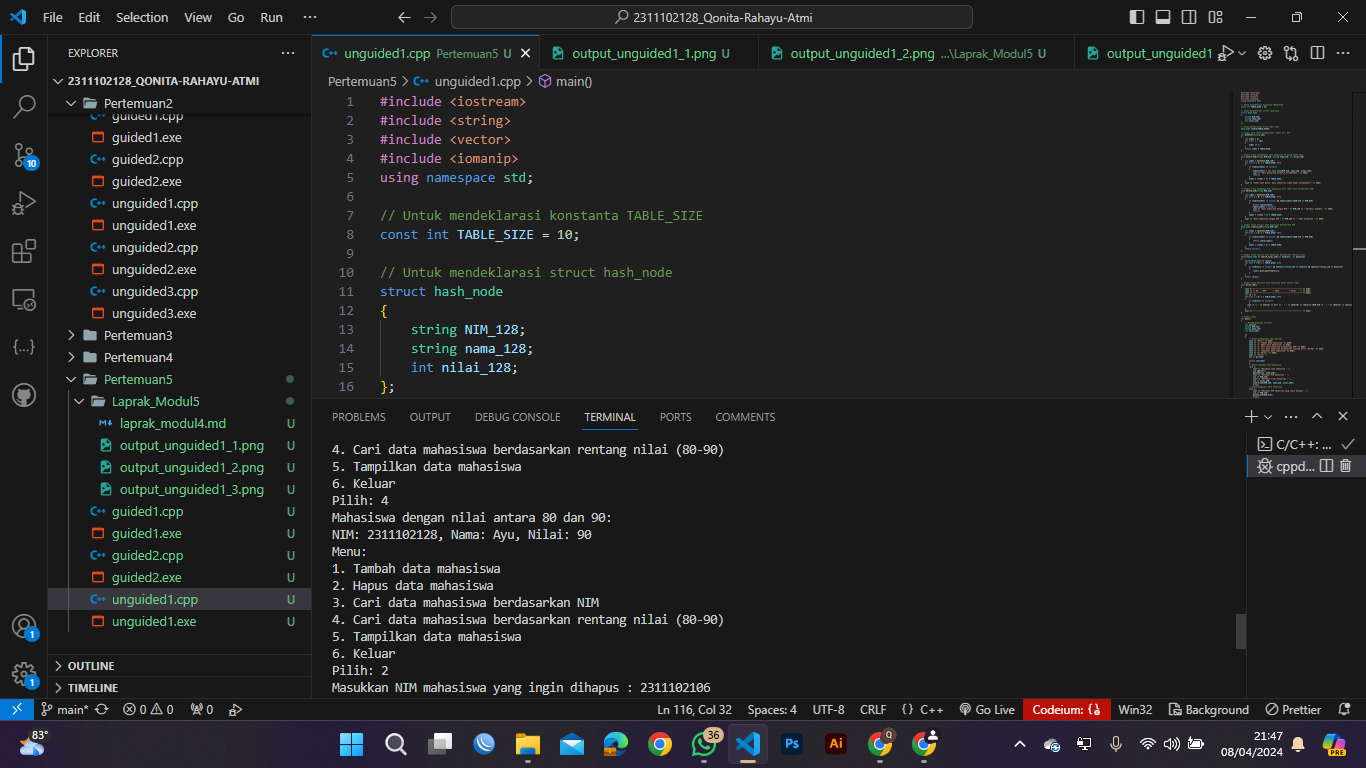 File Edit Selection View Go Run ··· 2311102128_Qonita-Rahayu-Atmi
EXPLORER ···
2311102128_QONITA-RAHAYU-ATMI
Pertemuan2
guided1.cpp
guided1.exe
guided2.cpp
guided2.exe
unguided1.cpp
unguided1.exe
unguided2.cpp
unguided2.exe
unguided3.cpp
unguided3.exe
Pertemuan3
Pertemuan4
Pertemuan5
Laprak_Modul5
laprak_modul4.md U
output_unguided1_1.png U
output_unguided1_2.png U
output_unguided1_3.png U
guided1.cpp U
guided1.exe U
guided2.cpp U
guided2.exe U
unguided1.cpp U
unguided1.exe U
OUTLINE
TIMELINE
10
1
1
unguided1.cpp Pertemuan5 U output_unguided1_1.png U output_unguided1_2.png ...\Laprak_Modul5 U output_unguided1
Pertemuan5 > unguided1.cpp > main()
1 #include <iostream>
2 #include <string>
3 #include <vector>
4 #include <iomanip>
5 using namespace std;
6
7 // Untuk mendeklarasi konstanta TABLE_SIZE
8 const int TABLE_SIZE = 10;
9
10 // Untuk mendeklarasi struct hash_node
11 struct hash_node
12 {
13 string NIM_128;
14 string nama_128;
15 int nilai_128;
16 };
PROBLEMS OUTPUT DEBUG CONSOLE TERMINAL PORTS COMMENTS
4. Cari data mahasiswa berdasarkan rentang nilai (80-90)
5. Tampilkan data mahasiswa
6. Keluar
Pilih: 4
Mahasiswa dengan nilai antara 80 dan 90:
NIM: 2311102128, Nama: Ayu, Nilai: 90
Menu:
1. Tambah data mahasiswa
2. Hapus data mahasiswa
3. Cari data mahasiswa berdasarkan NIM
4. Cari data mahasiswa berdasarkan rentang nilai (80-90)
5. Tampilkan data mahasiswa
6. Keluar
Pilih: 2
Masukkan NIM mahasiswa yang ingin dihapus : 2311102106
C/C++: ...
cppd...
main* 0 0 0 Ln 116, Col 32 Spaces: 4 UTF-8 CRLF {} C++ Go Live Codeium: {} Win32 Background Prettier
83° 36 Ps Ai Q 21:47
08/04/2024 PRE